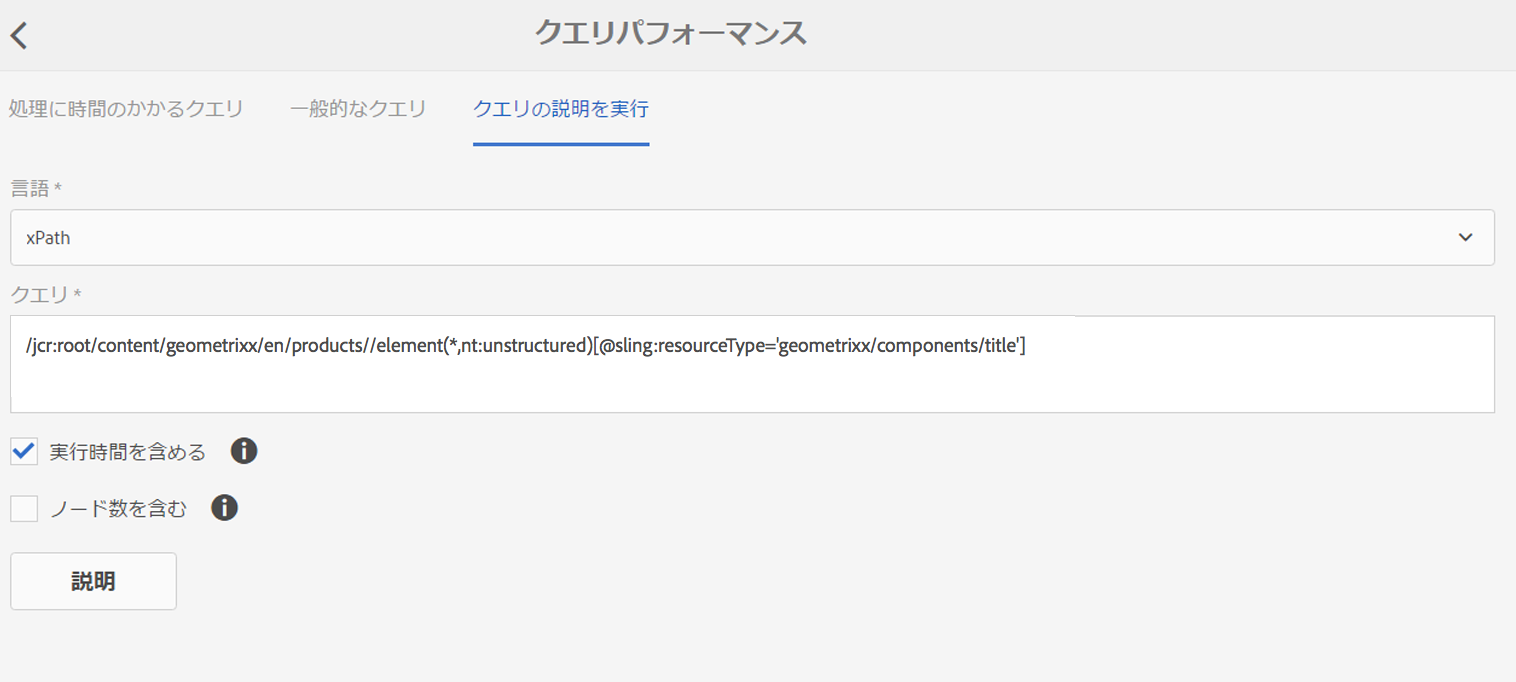 クエリパフォーマンス
処理に時間のかかるクエリ 一般的なクエリ クエリの説明を実行
言語 *
xPath
クエリ *
/jcr:root/content/geometrixx/en/products//element(*,nt:unstructured)[@sling:resourceType='geometrixx/components/title']
実行時間を含める
ノード数を含む
説明